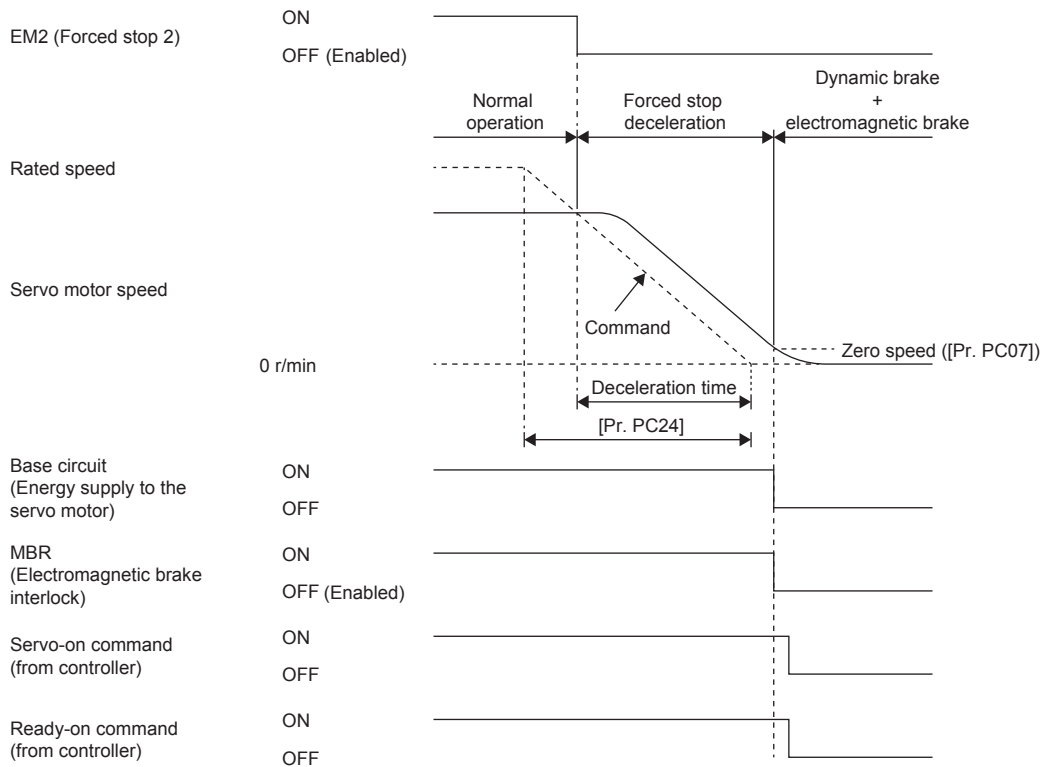 EM2 (Forced stop 2)
ON
OFF (Enabled)
Normal
operation
Forced stop
deceleration
Dynamic brake
+
electromagnetic brake
Rated speed
Servo motor speed
Command
Zero speed ([Pr. PC07])
0 r/min
Deceleration time
[Pr. PC24]
Base circuit
(Energy supply to the
servo motor)
ON
OFF
MBR
(Electromagnetic brake
interlock)
ON
OFF (Enabled)
Servo-on command
(from controller)
ON
OFF
Ready-on command
(from controller)
ON
OFF